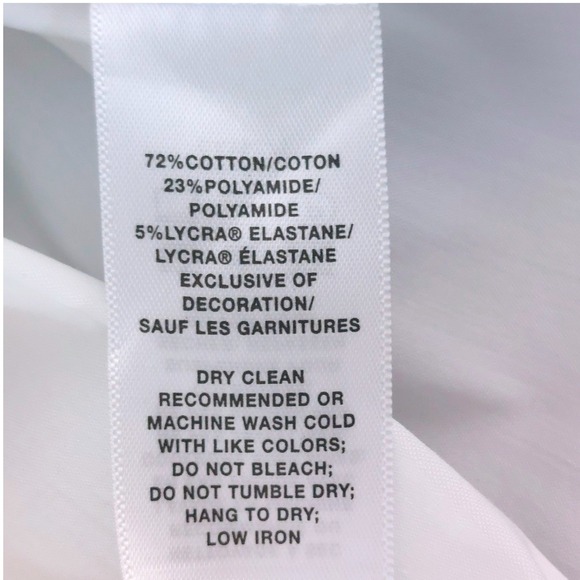 72%COTTON/COTON
23%POLYAMIDE/
POLYAMIDE
5%LYCRA® ELASTANE/
LYCRA® ÉLASTANE
EXCLUSIVE OF
DECORATION/
SAUF LES GARNITURES
DRY CLEAN
RECOMMENDED OR
MACHINE WASH COLD
WITH LIKE COLORS;
DO NOT BLEACH;
DO NOT TUMBLE DRY;
HANG TO DRY;
LOW IRON